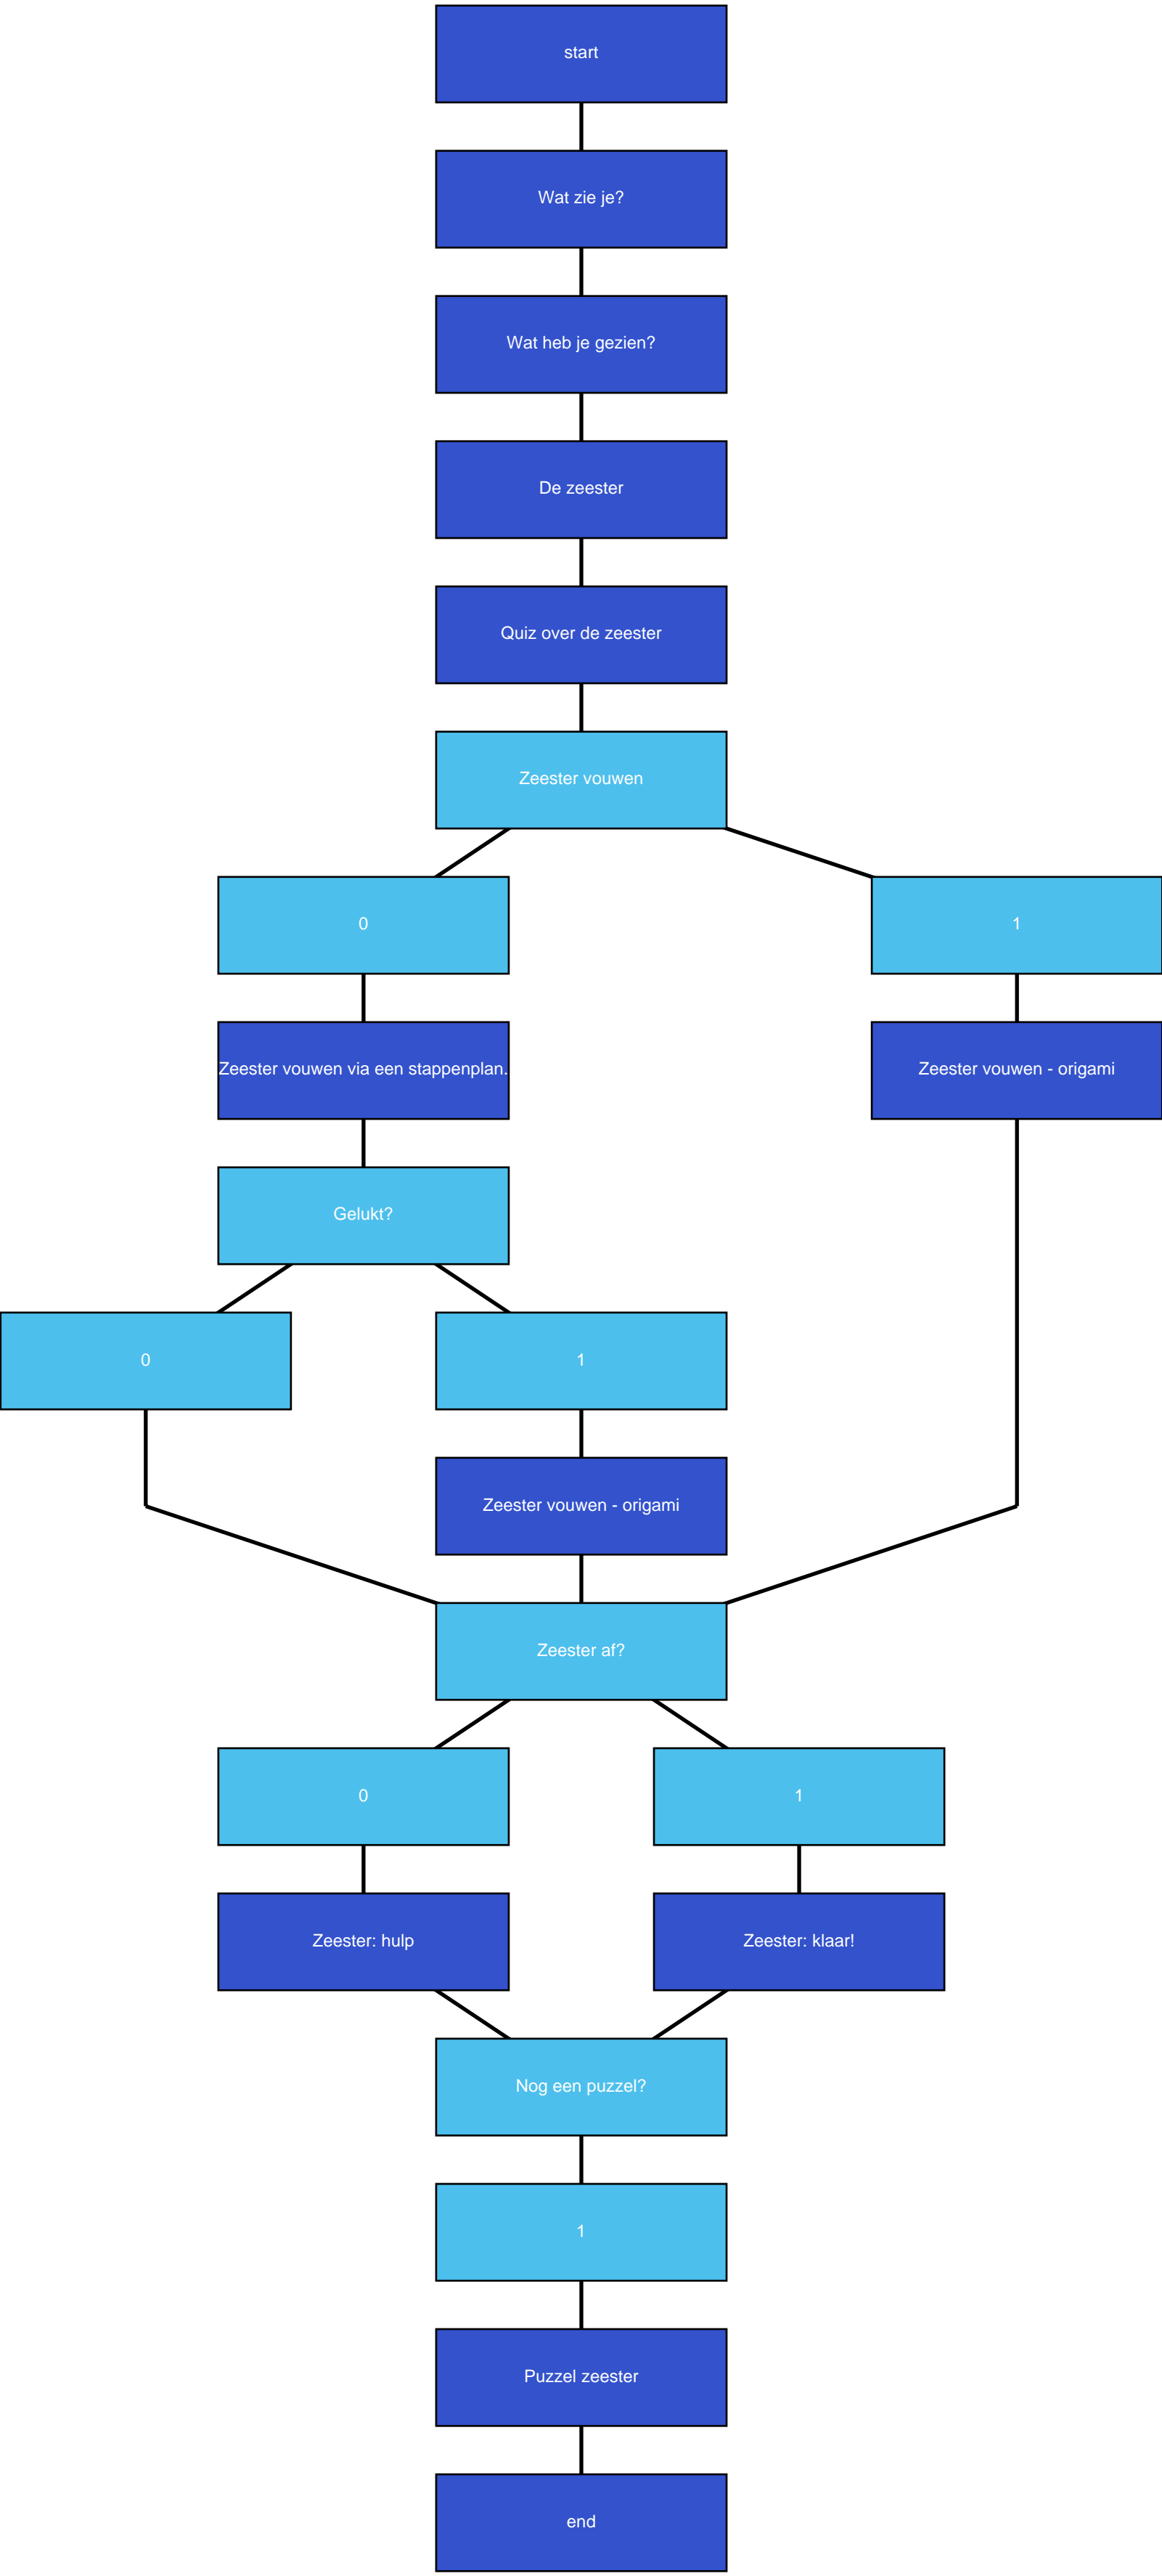 start
Wat zie je?
Wat heb je gezien?
De zeester
Quiz over de zeester
Zeester vouwen
0
1
Zeester vouwen via een stappenplan.
Zeester vouwen - origami
Gelukt?
0
1
Zeester vouwen - origami
Zeester af?
0
1
Zeester: hulp
Zeester: klaar!
Nog een puzzel?
1
Puzzel zeester
end